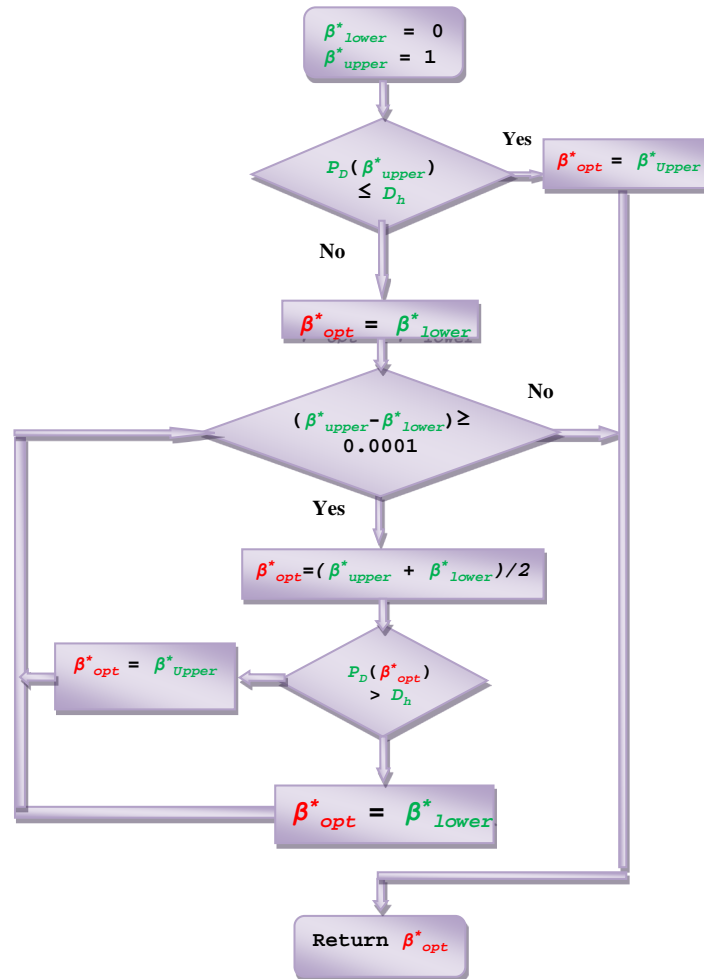 β*lower = 0
β*upper = 1
Yes
PD(β*upper)
≤ Dh
β*opt = β*Upper
No
β*opt = β*lower
No
(β*upper-β*lower)≥
0.0001
Yes
β*opt=(β*upper + β*lower)/2
β*opt = β*Upper
PD(β*opt)
> Dh
β*opt = β*lower
Return β*opt